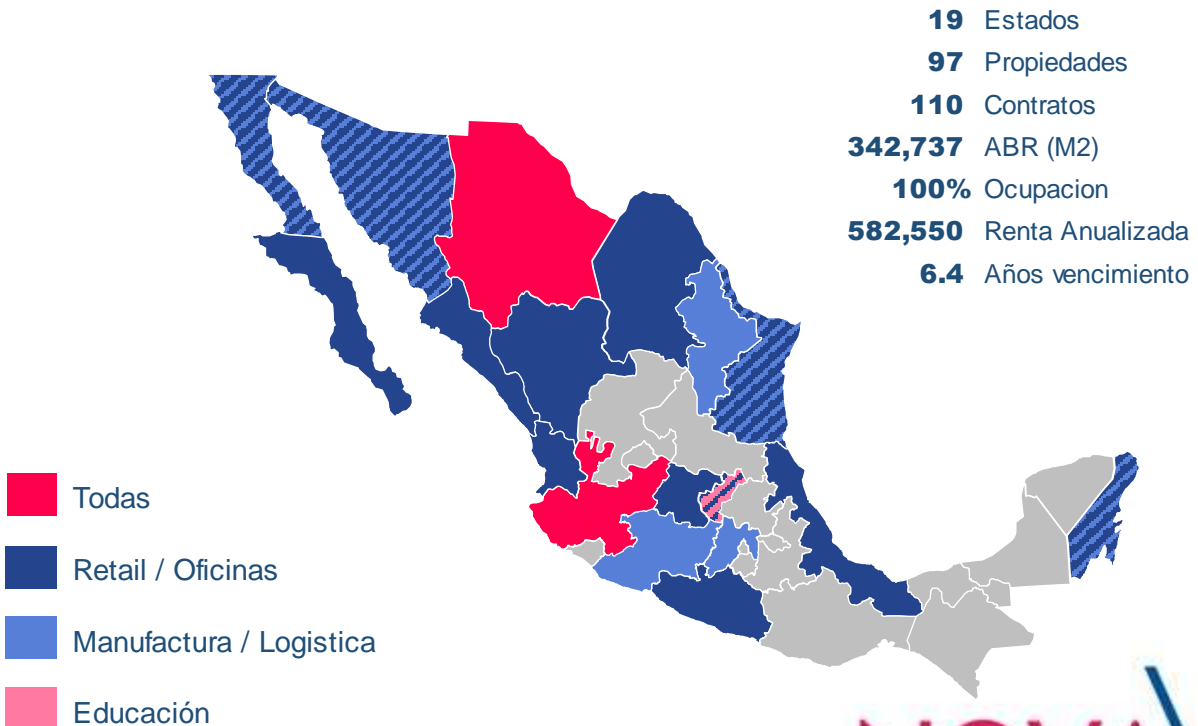 19 Estados
97 Propiedades
110 Contratos
342,737 ABR (M2)
100% Ocupacion
582,550 Renta Anualizada
6.4 Años vencimiento
Todas
Retail / Oficinas
Manufactura / Logistica
Educación